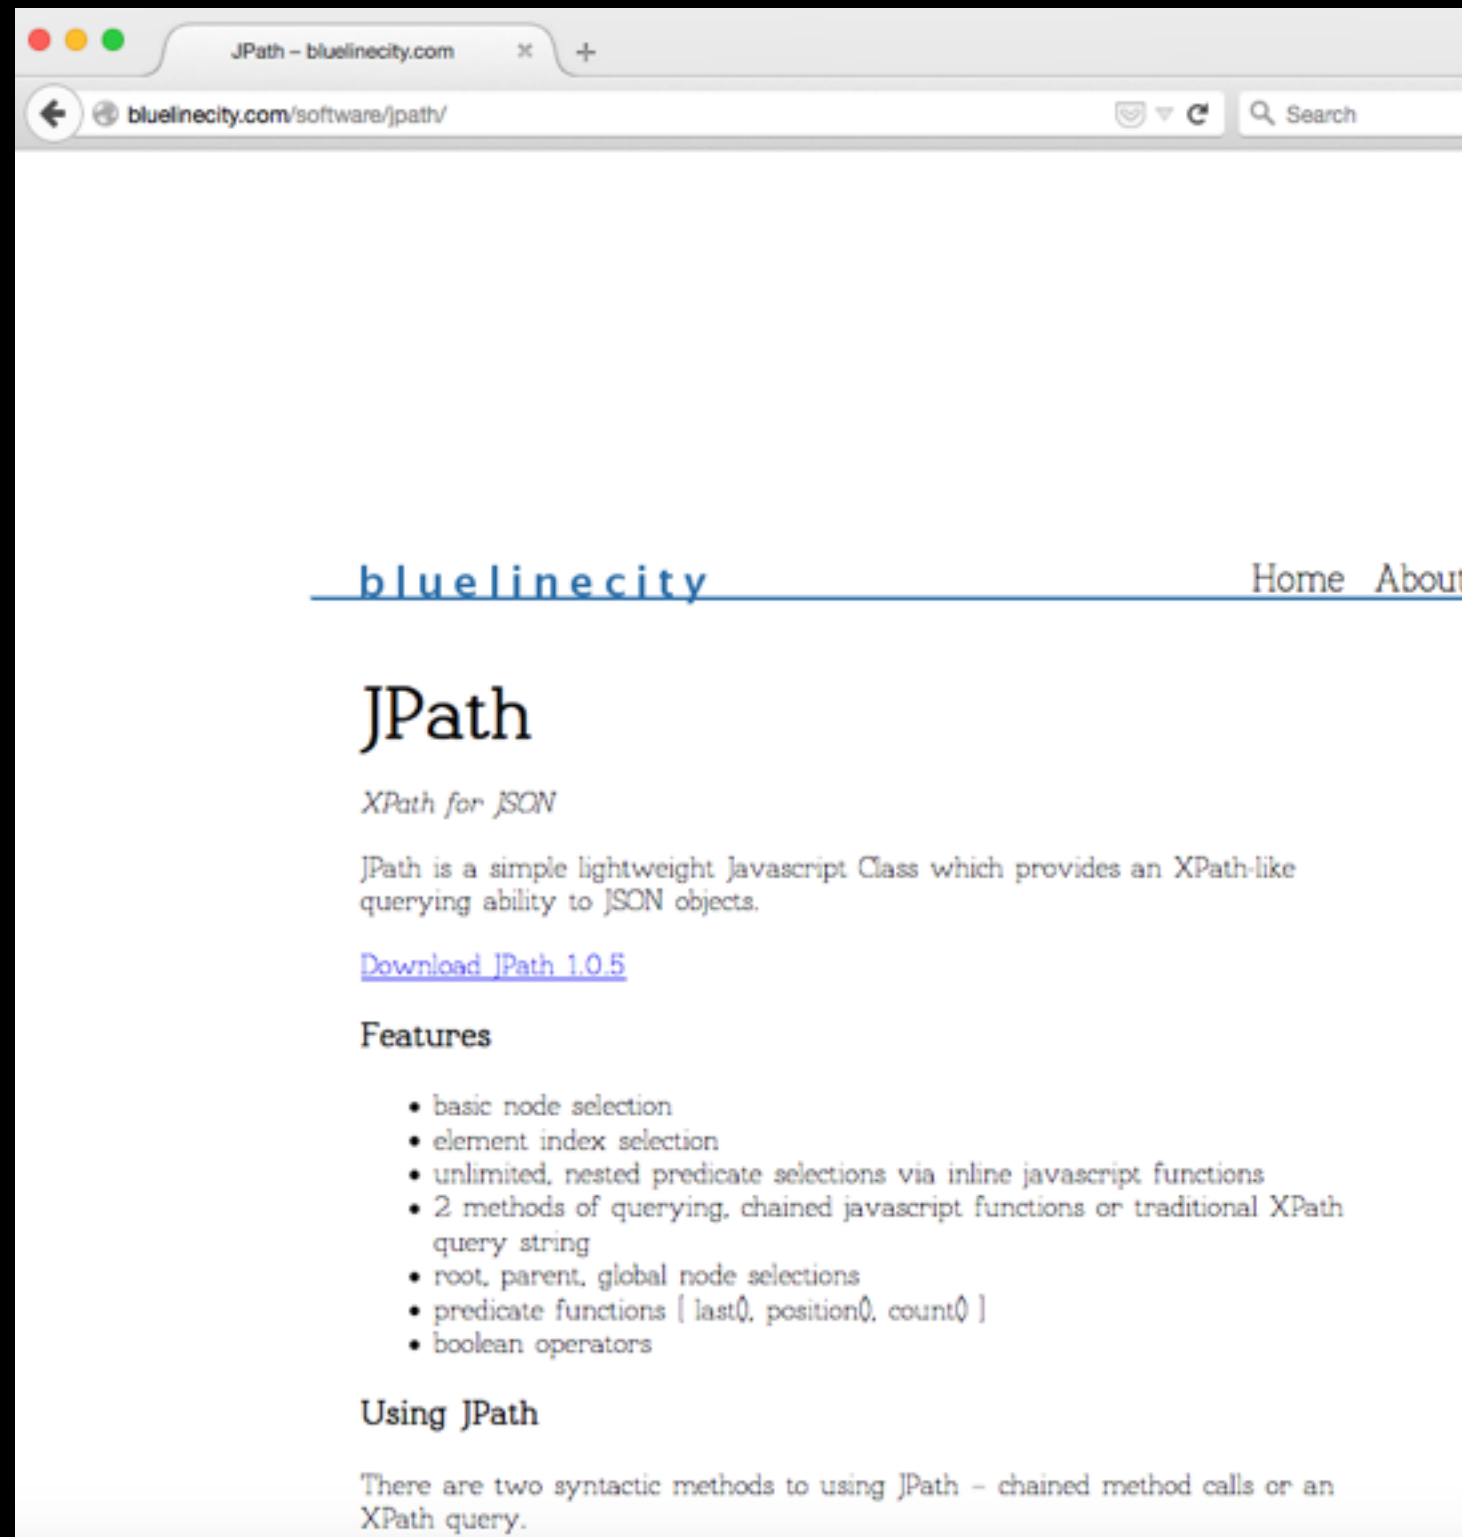 JPath – bluelinecity.com
bluelinecity.com/software/jpath/
Search
bluelinecity
Home About
JPath
XPath for JSON
JPath is a simple lightweight Javascript Class which provides an XPath-like
querying ability to JSON objects.
Download JPath 1.0.5
Features
• basic node selection
• element index selection
• unlimited, nested predicate selections via inline javascript functions
• 2 methods of querying, chained javascript functions or traditional XPath
query string
• root, parent, global node selections
• predicate functions [ last(), position(), count() ]
• boolean operators
Using JPath
There are two syntactic methods to using JPath – chained method calls or an
XPath query.